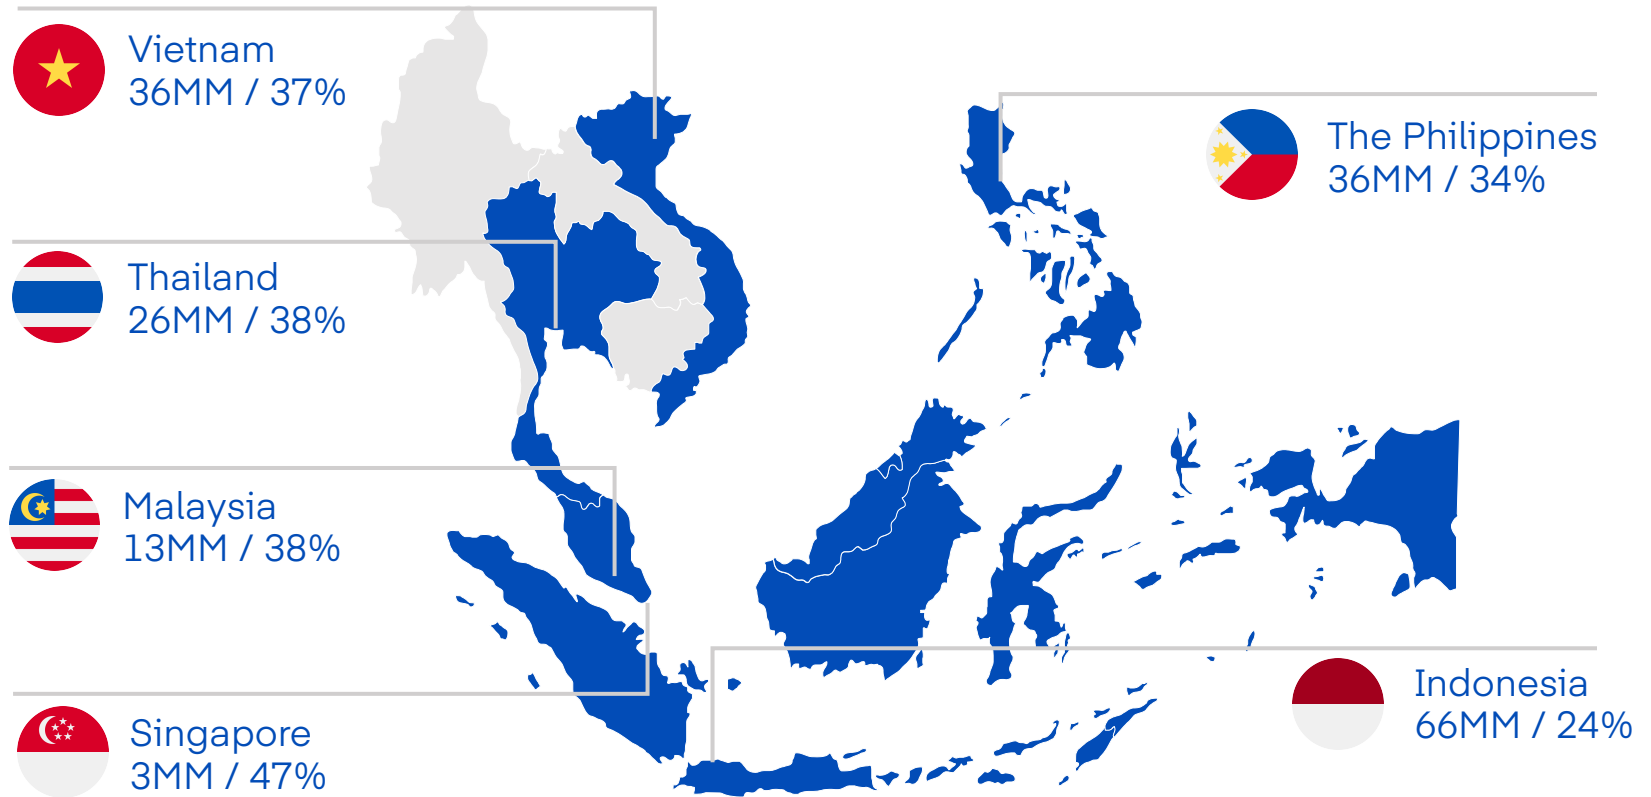 Vietnam
36MM / 37%
The Philippines
36MM / 34%
Thailand
26MM / 38%
Malaysia
13MM / 38%
Indonesia
66MM / 24%
Singapore
3MM / 47%